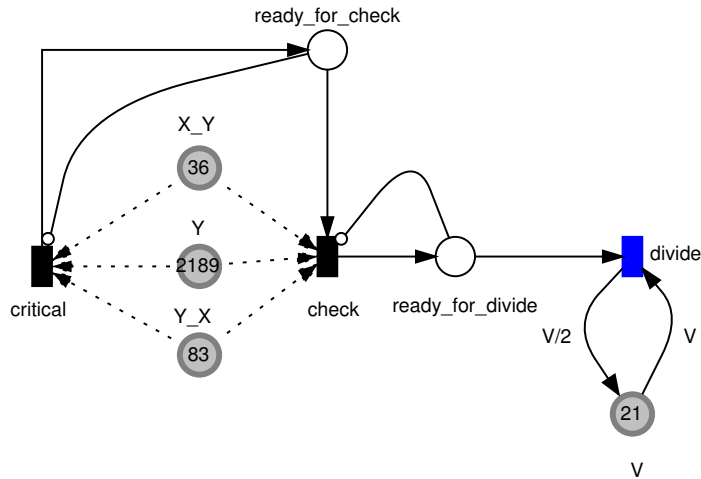 ready_for_check
X_Y
36
Y
2189
divide
critical
check
ready_for_divide
Y_X
V/2
V
83
21
V